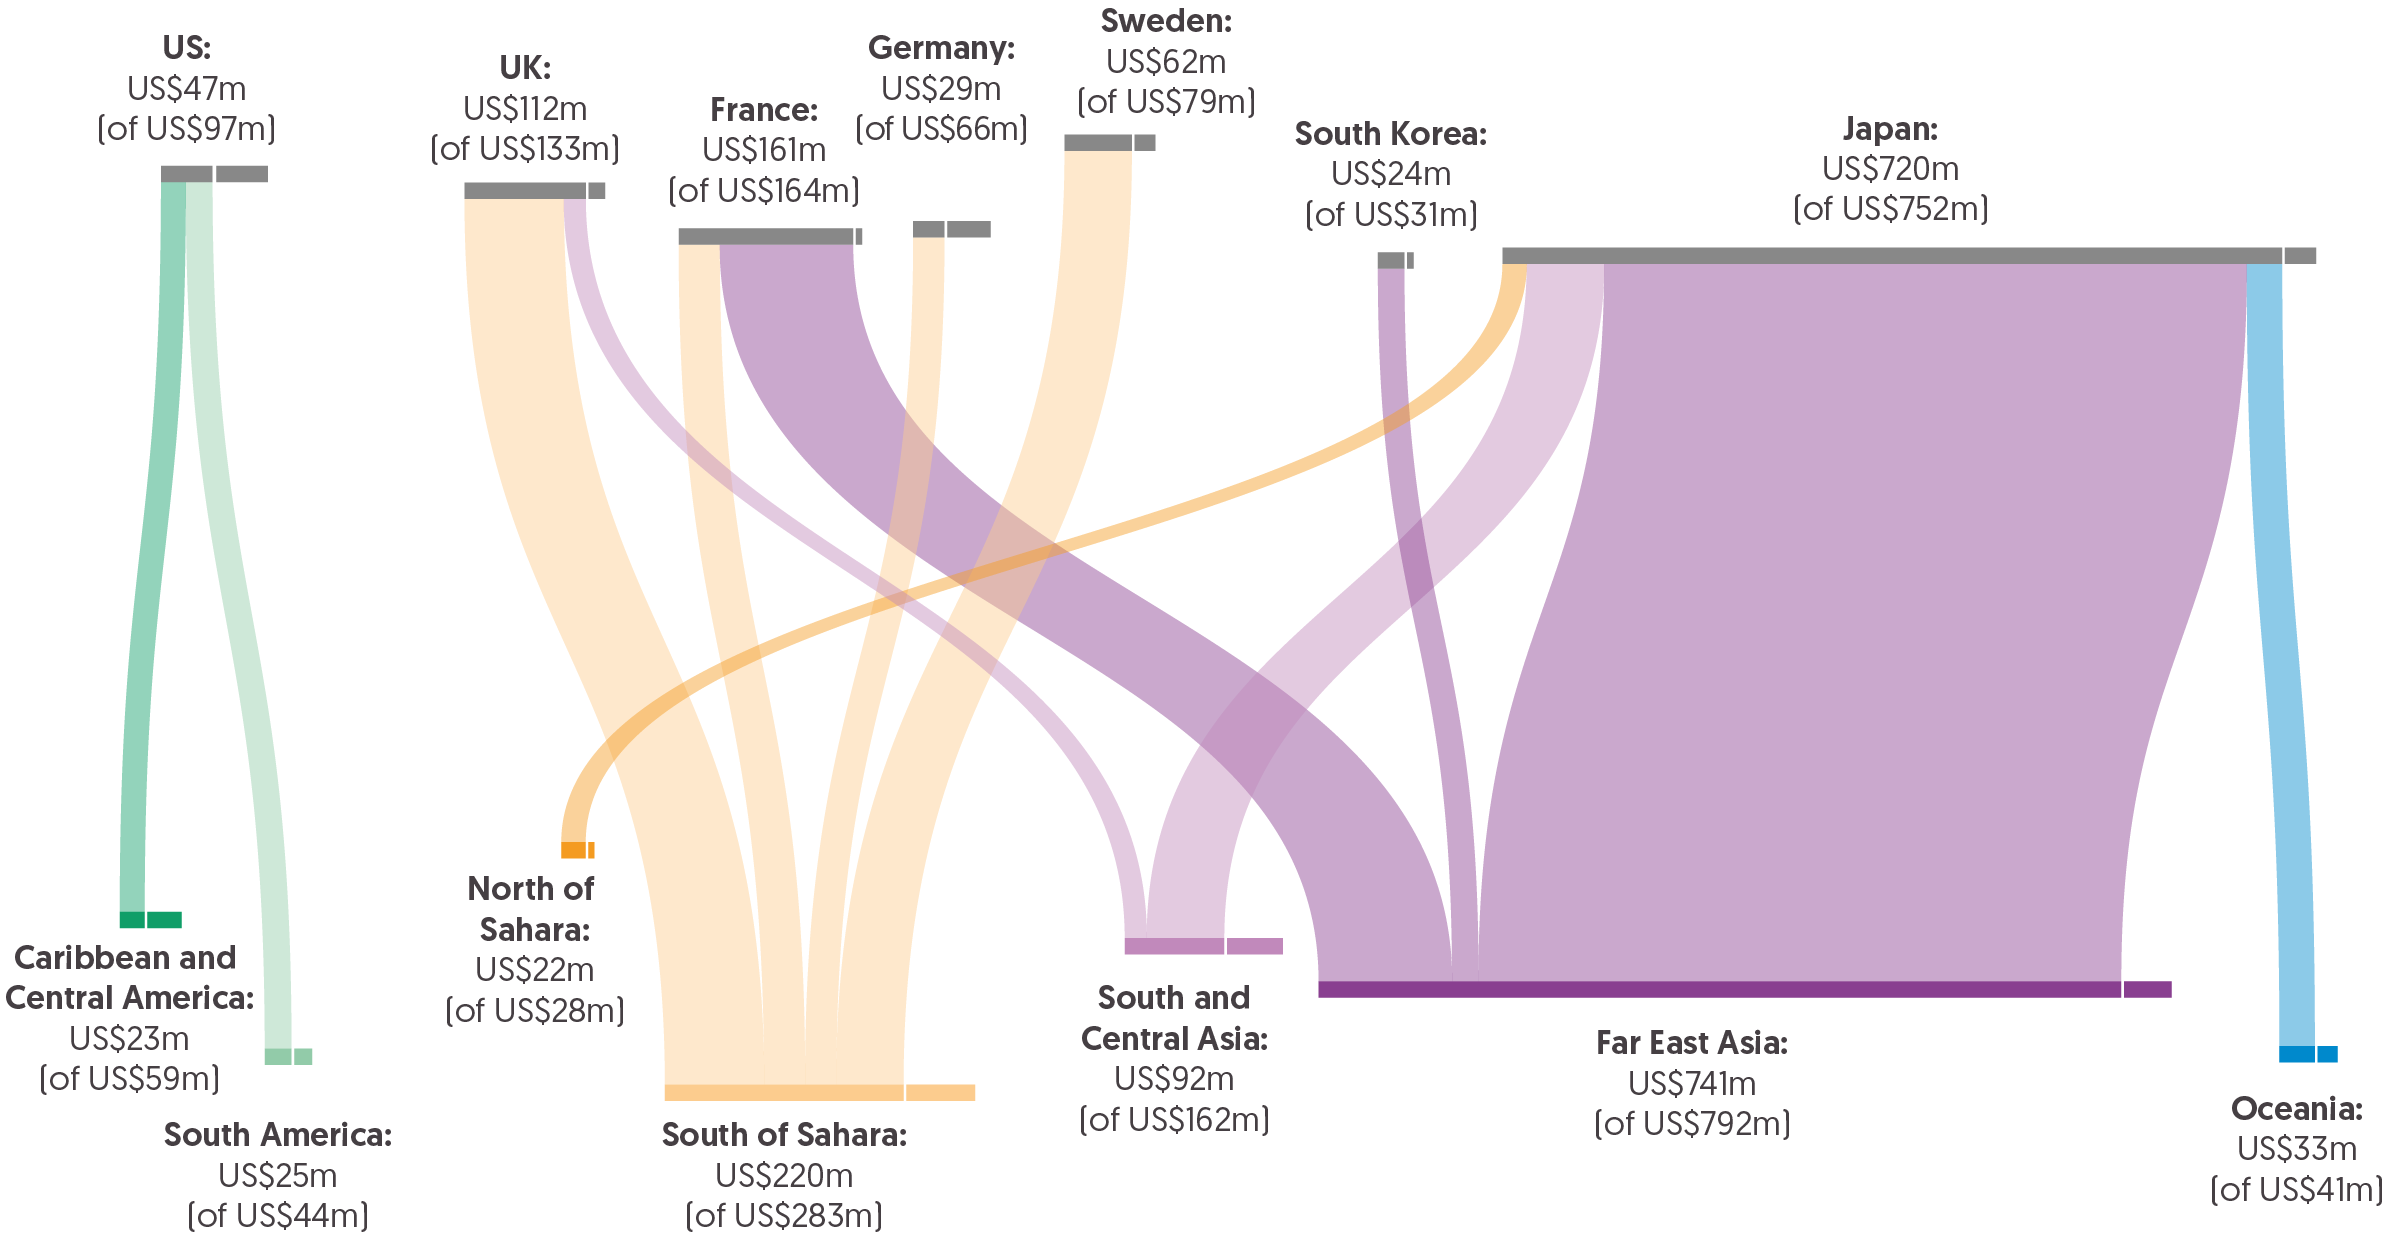 US:
US$47m
(of US$97m)
UK:
US$112m
(of US$133m)
France:
US$161m
(of US$164m)
Germany:
US$29m
(of US$66m)
Sweden:
US$62m
(of US$79m)
South Korea:
US$24m
(of US$31m)
Japan:
US$720m
(of US$752m)
Caribbean and
Central America:
US$23m
(of US$59m)
South America:
US$25m
(of US$44m)
North of
Sahara:
US$22m
(of US$28m)
South of Sahara:
US$220m
(of US$283m)
South and
Central Asia:
US$92m
(of US$162m)
Far East Asia:
US$741m
(of US$792m)
Oceania:
US$33m
(of US$41m)